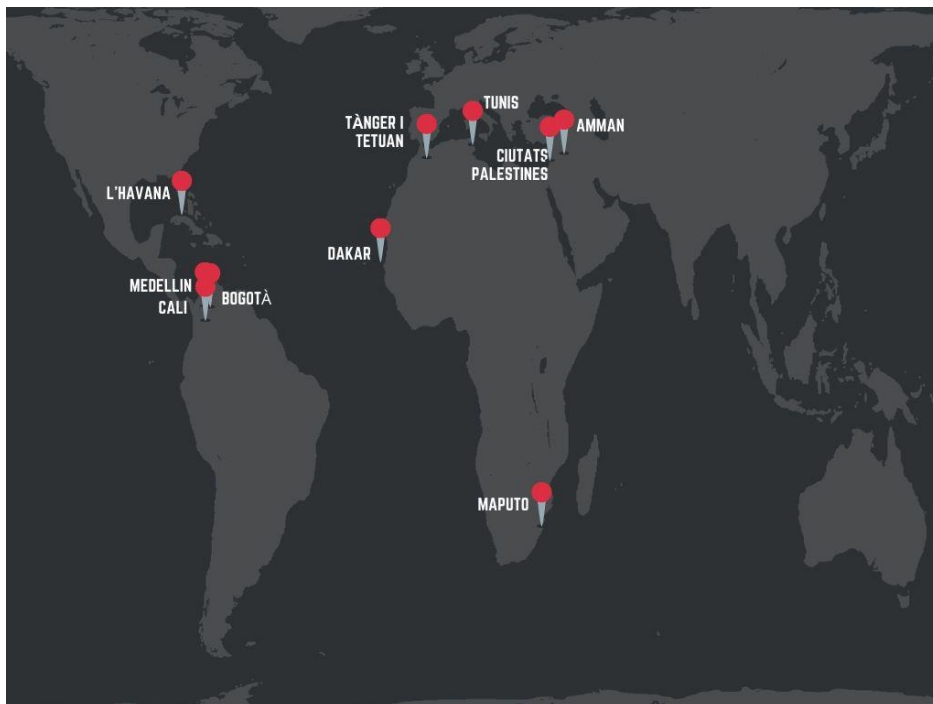 TUNIS
TÀNGER I
TETUAN
AMMAN
CIUTATS
PALESTINES
L'HAVANA
DAKAR
MEDELLIN
BOGOTÀ
CALI
MAPUTO